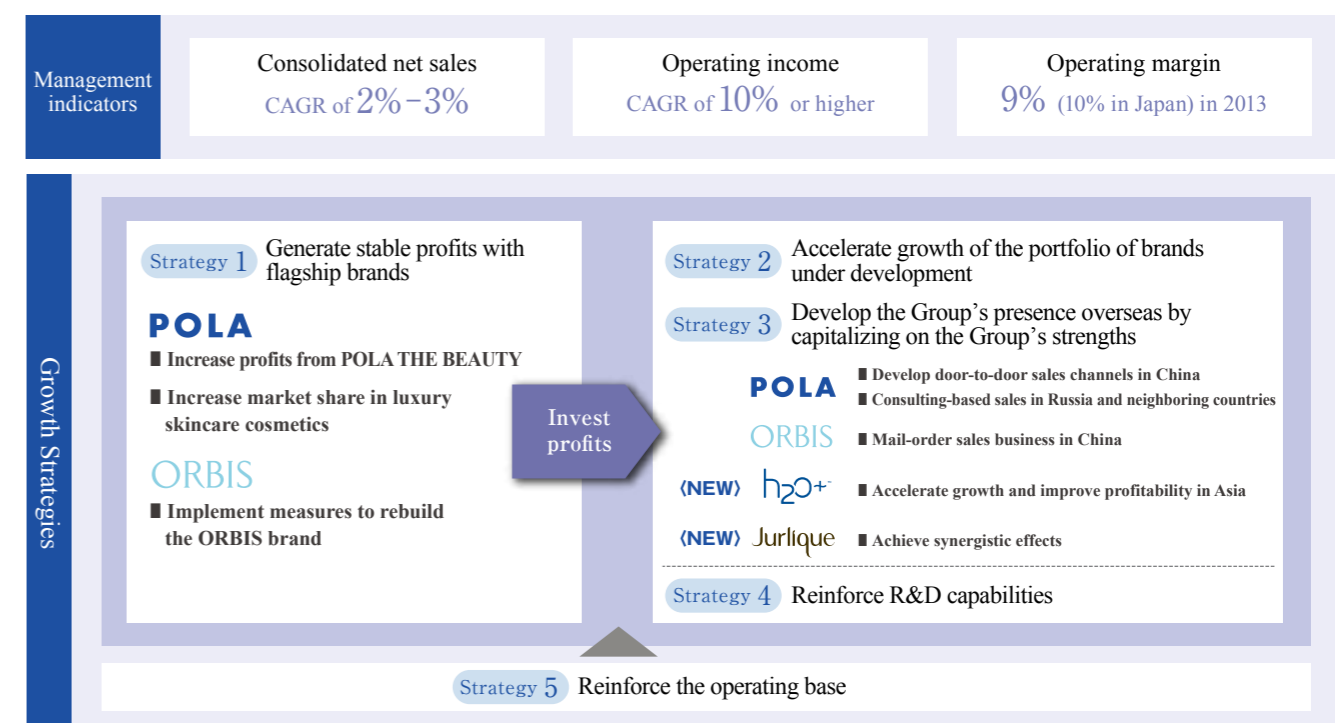 Management
indicators
Consolidated net sales
CAGR of 2%–3%
Operating income
CAGR of 10% or higher
Operating margin
9% (10% in Japan) in 2013
Growth Strategies
Strategy 1
Generate stable profits with
flagship brands
POLA
■ Increase profits from POLA THE BEAUTY
■ Increase market share in luxury
skincare cosmetics
ORBIS
■ Implement measures to rebuild
the ORBIS brand
Invest
profits
Strategy 2
Accelerate growth of the portfolio of brands
under development
Strategy 3
Develop the Group’s presence overseas by
capitalizing on the Group’s strengths
POLA
■ Develop door-to-door sales channels in China
■ Consulting-based sales in Russia and neighboring countries
ORBIS
■ Mail-order sales business in China
〈NEW〉 h2o+
■ Accelerate growth and improve profitability in Asia
〈NEW〉 Jurlique
■ Achieve synergistic effects
Strategy 4 Reinforce R&D capabilities
Strategy 5 Reinforce the operating base